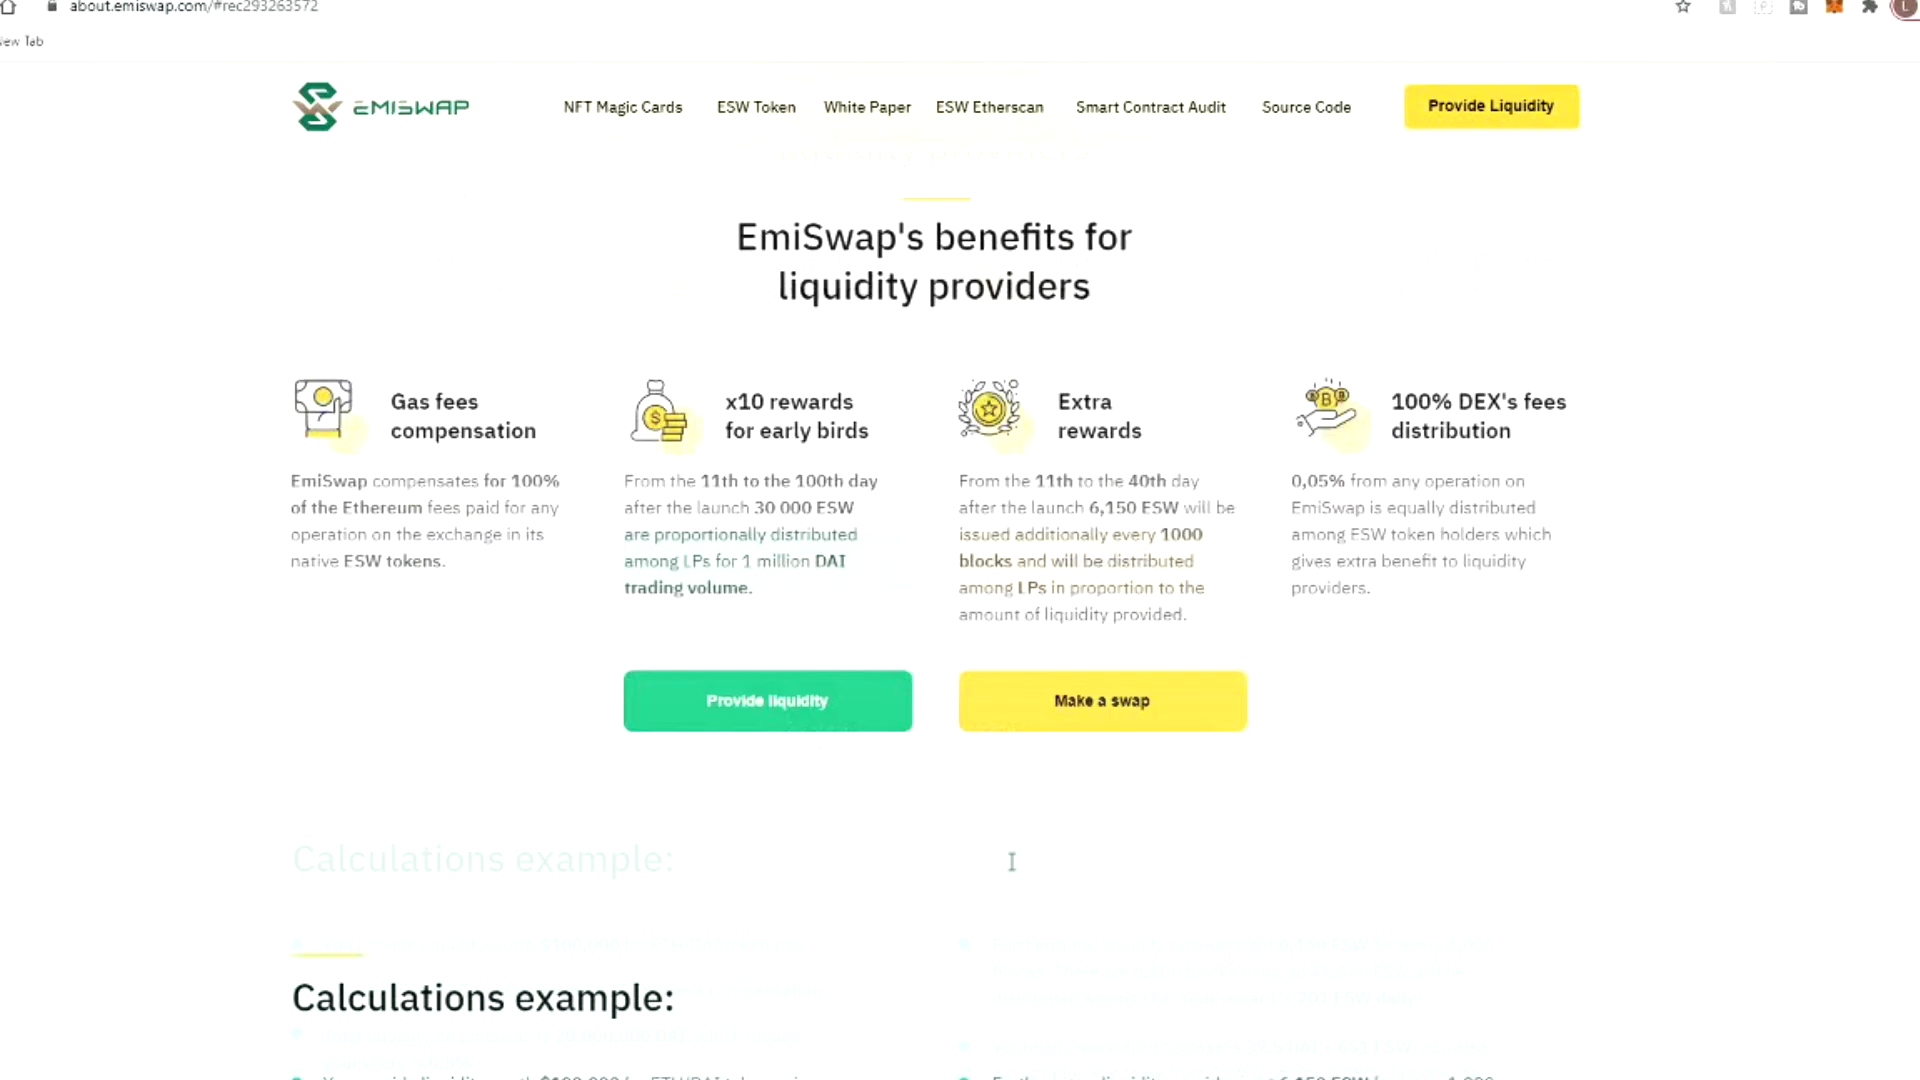 about.emiswap.com/#rec293263572
New Tab
EMISWAP
NFT Magic Cards
ESW Token
White Paper
ESW Etherscan
Smart Contract Audit
Source Code
Provide Liquidity
EmiSwap's benefits for
liquidity providers
Gas fees
compensation
EmiSwap compensates for 100%
of the Ethereum fees paid for any
operation on the exchange in its
native ESW tokens.
x10 rewards
for early birds
From the 11th to the 100th day
after the launch 30 000 ESW
are proportionally distributed
among LPs for 1 million DAI
trading volume.
Extra
rewards
From the 11th to the 40th day
after the launch 6,150 ESW will be
issued additionally every 1000
blocks and will be distributed
among LPs in proportion to the
amount of liquidity provided.
100% DEX's fees
distribution
0,05% from any operation on
EmiSwap is equally distributed
among ESW token holders which
gives extra benefit to liquidity
providers.
Provide liquidity
Make a swap
Calculations example:
Calculations example: